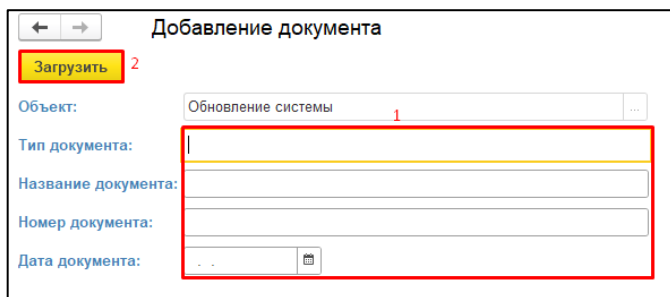 Добавление документа
Загрузить 2
Объект: Обновление системы ...
1
Тип документа:
Название документа:
Номер документа:
Дата документа: . .